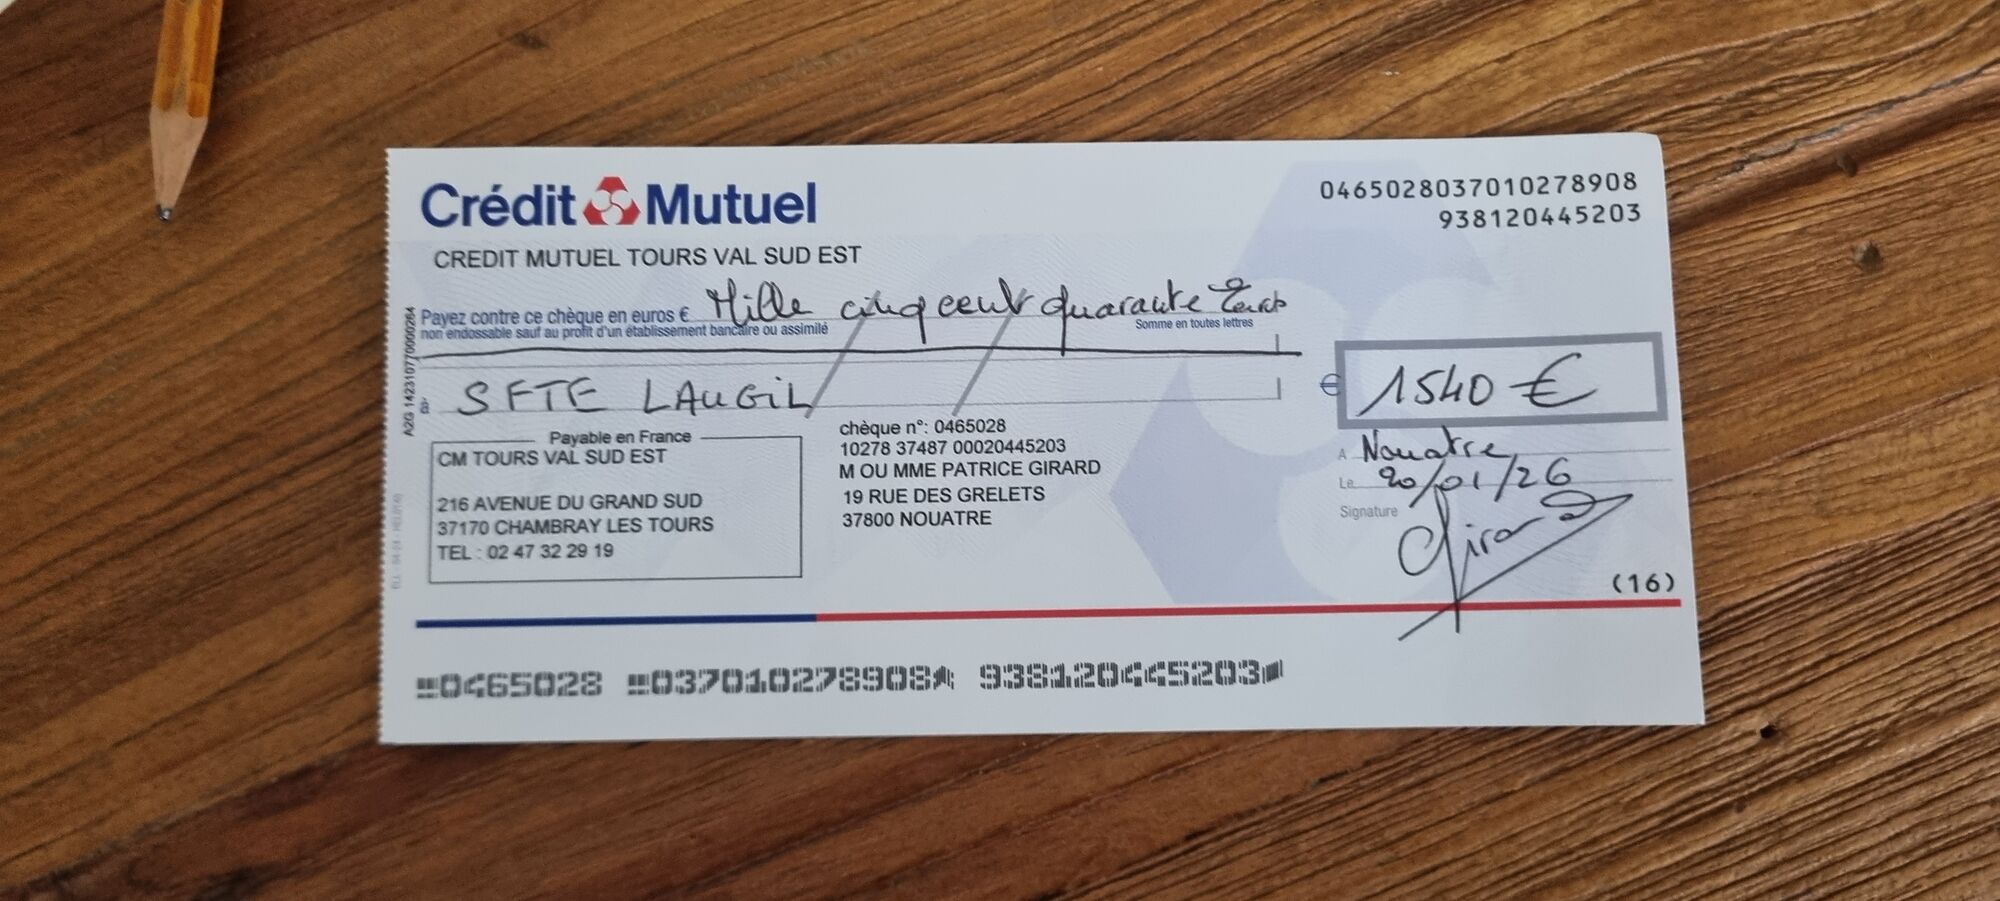 Crédit Mutuel
0465028037010278908
938120445203
CREDIT MUTUEL TOURS VAL SUD EST
Payez contre ce chèque en euros € Mille cinq cent quarante
non endossable sauf au profit d'un établissement bancaire ou assimilé
Somme en toutes lettres
à SFTE LAUGIL
€ 1540 €
A2G 1423107700000264
Payable en France
CM TOURS VAL SUD EST
216 AVENUE DU GRAND SUD
37170 CHAMBRAY LES TOURS
TEL : 02 47 32 29 19
chèque n°: 0465028
10278 37487 00020445203
M OU MME PATRICE GIRARD
19 RUE DES GRELETS
37800 NOUATRE
A Nouatre
Le 20/01/26
Signature Girard
(16)
0465028 037010278908 938120445203